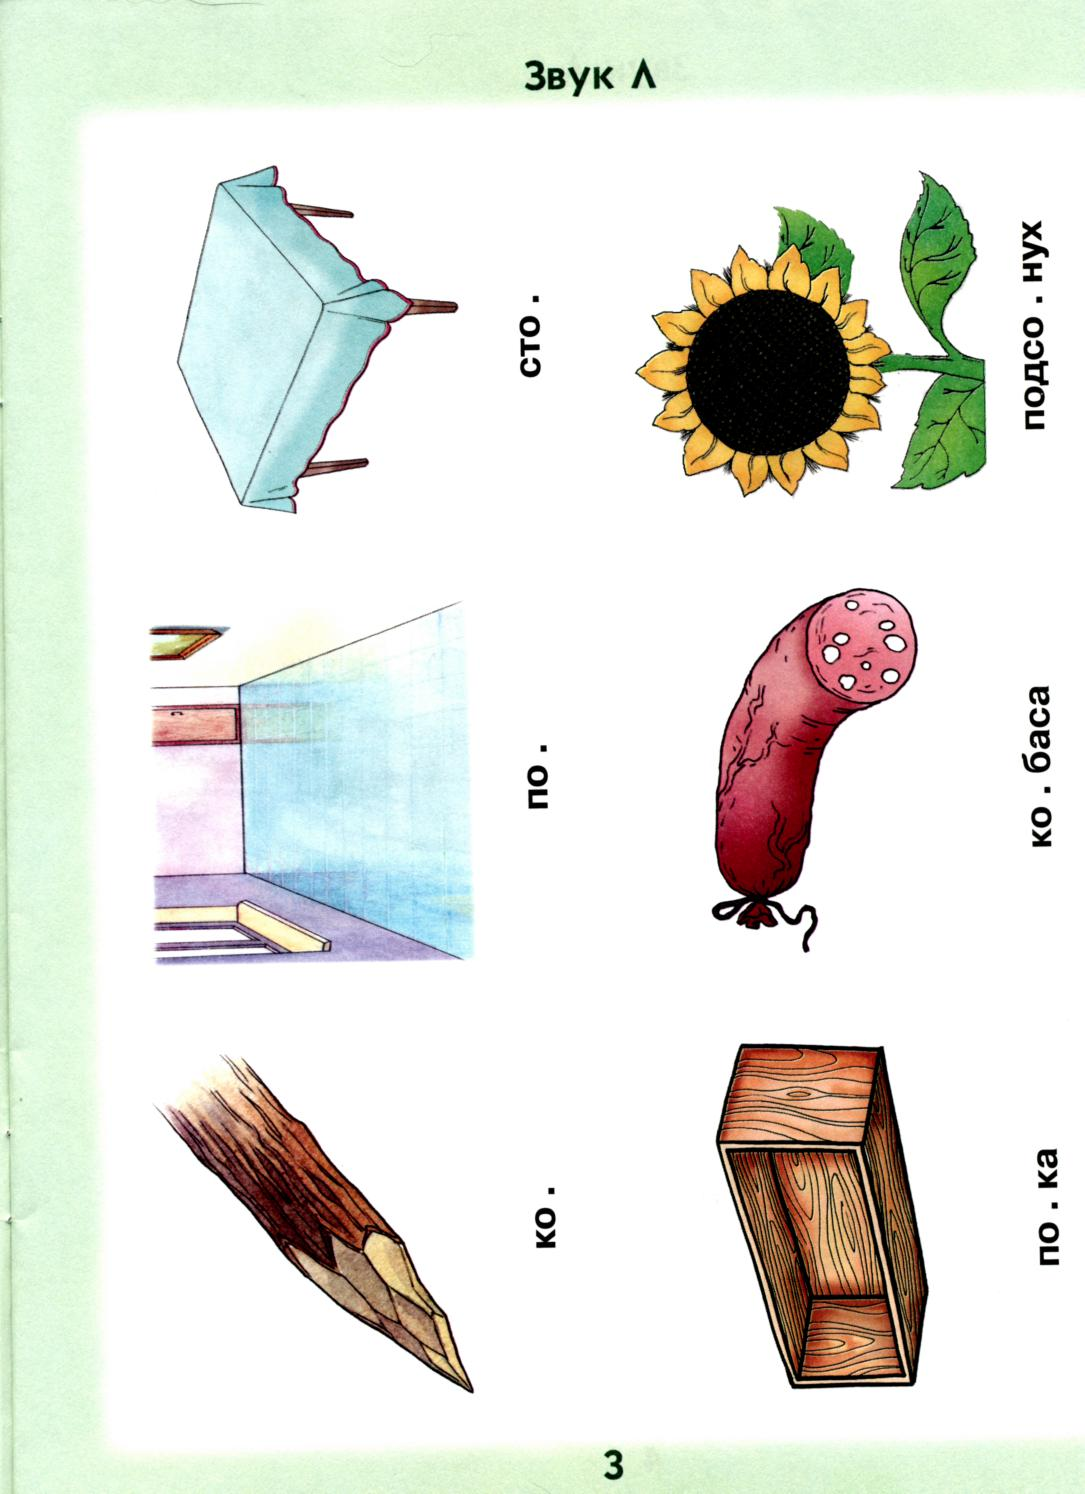 Звук Л
ко .
по .
сто .
по . ка
ко . баса
подсо . нух
3